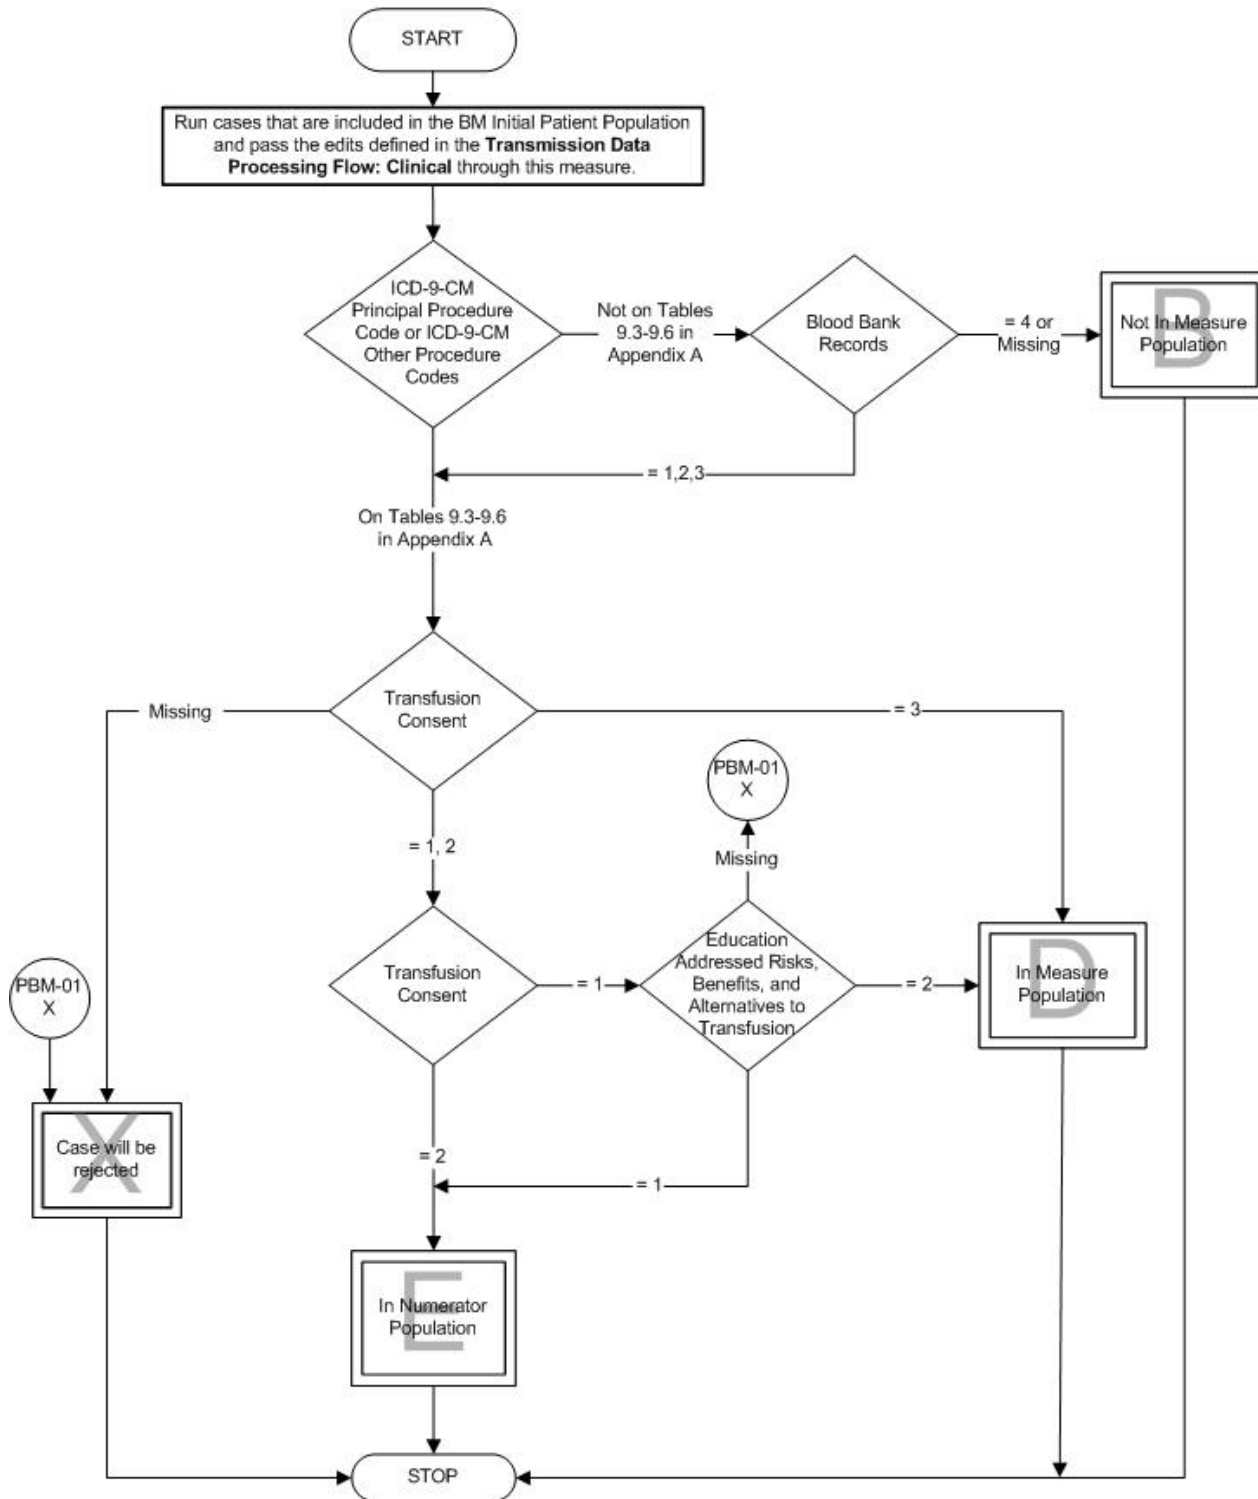 START
Run cases that are included in the BM Initial Patient Population
and pass the edits defined in the Transmission Data
Processing Flow: Clinical through this measure.
ICD-9-CM
Principal Procedure
Code or ICD-9-CM
Other Procedure
Codes
Not on Tables
9.3-9.6 in
Appendix A
Blood Bank
Records
= 4 or
Missing
B
Not In Measure
Population
= 1,2,3
On Tables 9.3-9.6
in Appendix A
Transfusion
Consent
Missing
= 3
PBM-01
X
Missing
= 1, 2
Transfusion
Consent
= 1
Education
Addressed Risks,
Benefits, and
Alternatives to
Transfusion
= 2
D
In Measure
Population
PBM-01
X
X
Case will be
rejected
= 2
= 1
E
In Numerator
Population
STOP